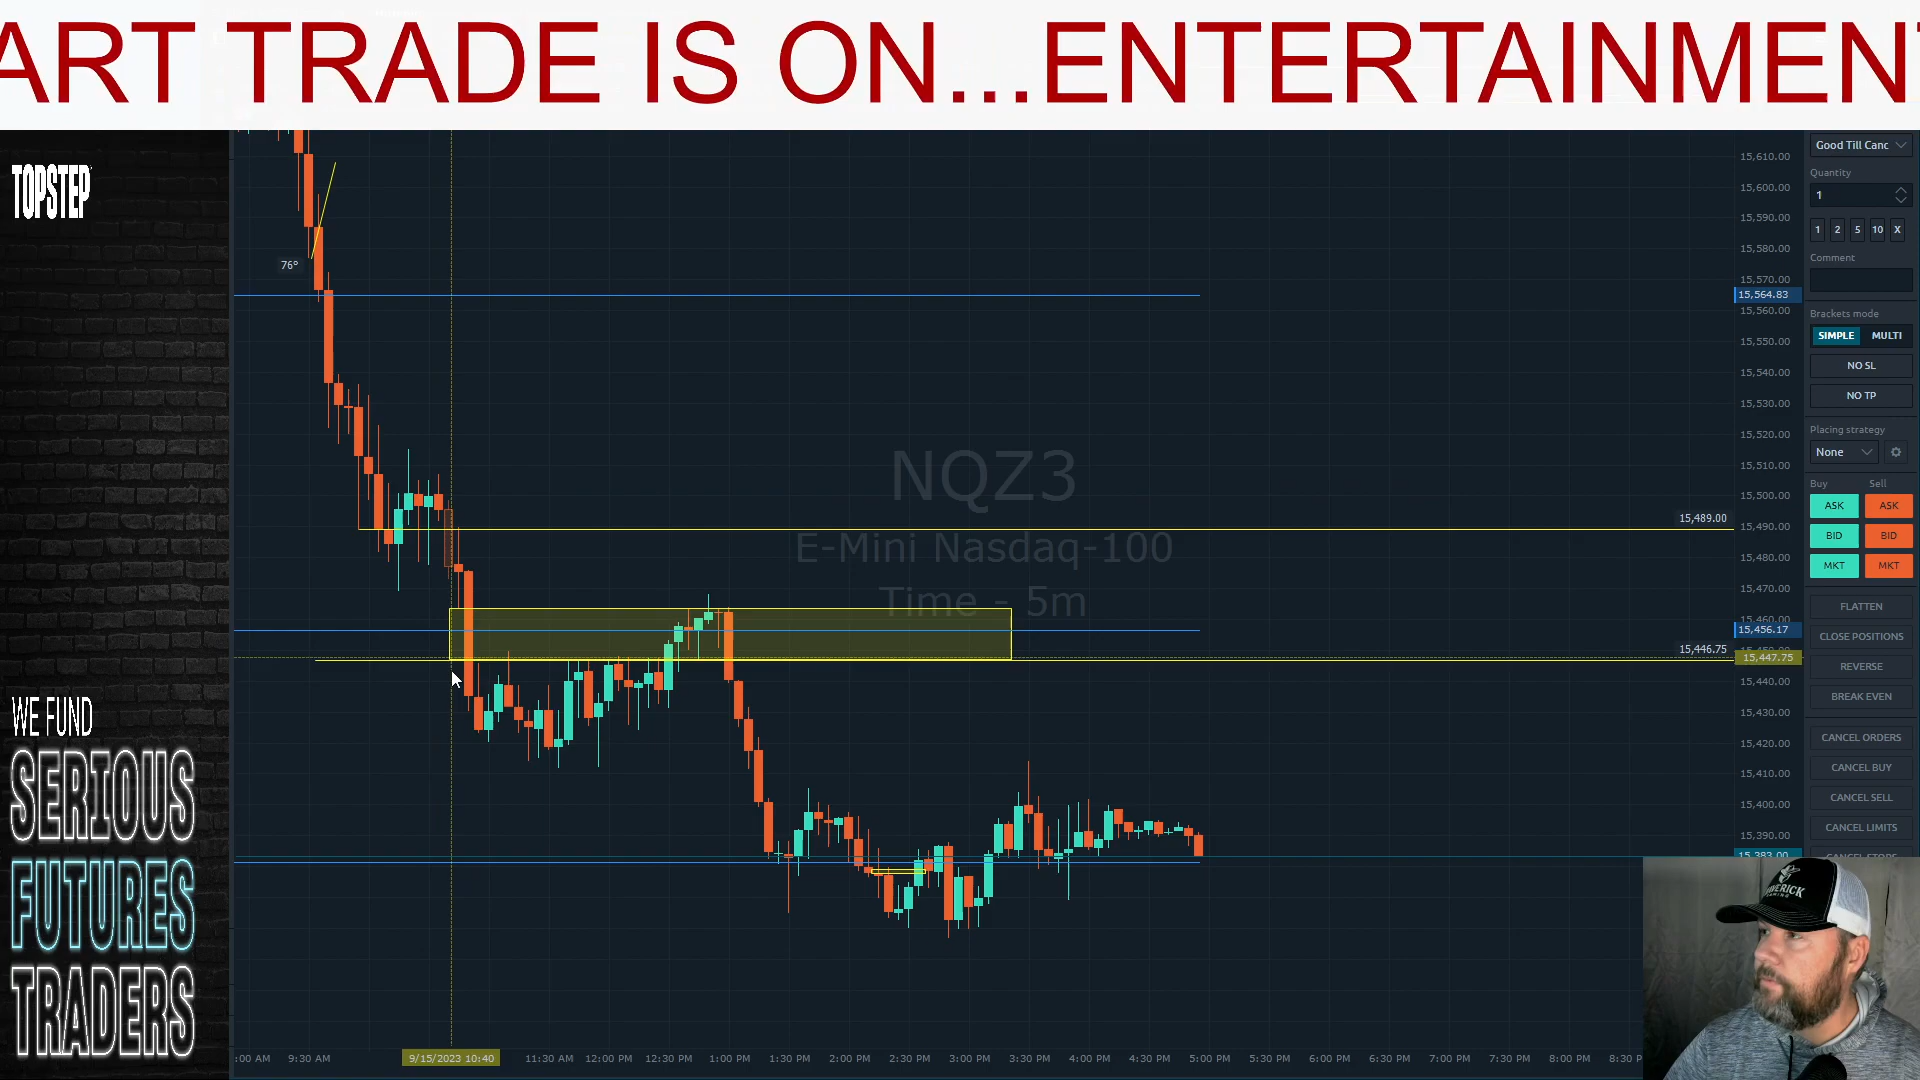 ART TRADE IS ON...ENTERTAINMEN
TOPSTEP
WE FUND
SERIOUS
FUTURES
TRADERS
76°
NQZ3
E-Mini Nasdaq-100
Time - 5m
15,489.00
15,446.75
15,610.00
15,600.00
15,590.00
15,580.00
15,570.00
15,564.83
15,560.00
15,550.00
15,540.00
15,530.00
15,520.00
15,510.00
15,500.00
15,490.00
15,480.00
15,470.00
15,460.00
15,456.17
15,447.75
15,440.00
15,430.00
15,420.00
15,410.00
15,400.00
15,390.00
15,383.00
:00 AM 9:30 AM 9/15/2023 10:40 11:30 AM 12:00 PM 12:30 PM 1:00 PM 1:30 PM 2:00 PM 2:30 PM 3:00 PM 3:30 PM 4:00 PM 4:30 PM 5:00 PM 5:30 PM 6:00 PM 6:30 PM 7:00 PM 7:30 PM 8:00 PM 8:30 P
Good Till Canc
Quantity
1
1 2 5 10 X
Comment
Brackets mode
SIMPLE MULTI
NO SL
NO TP
Placing strategy
None
Buy Sell
ASK ASK
BID BID
MKT MKT
FLATTEN
CLOSE POSITIONS
REVERSE
BREAK EVEN
CANCEL ORDERS
CANCEL BUY
CANCEL SELL
CANCEL LIMITS